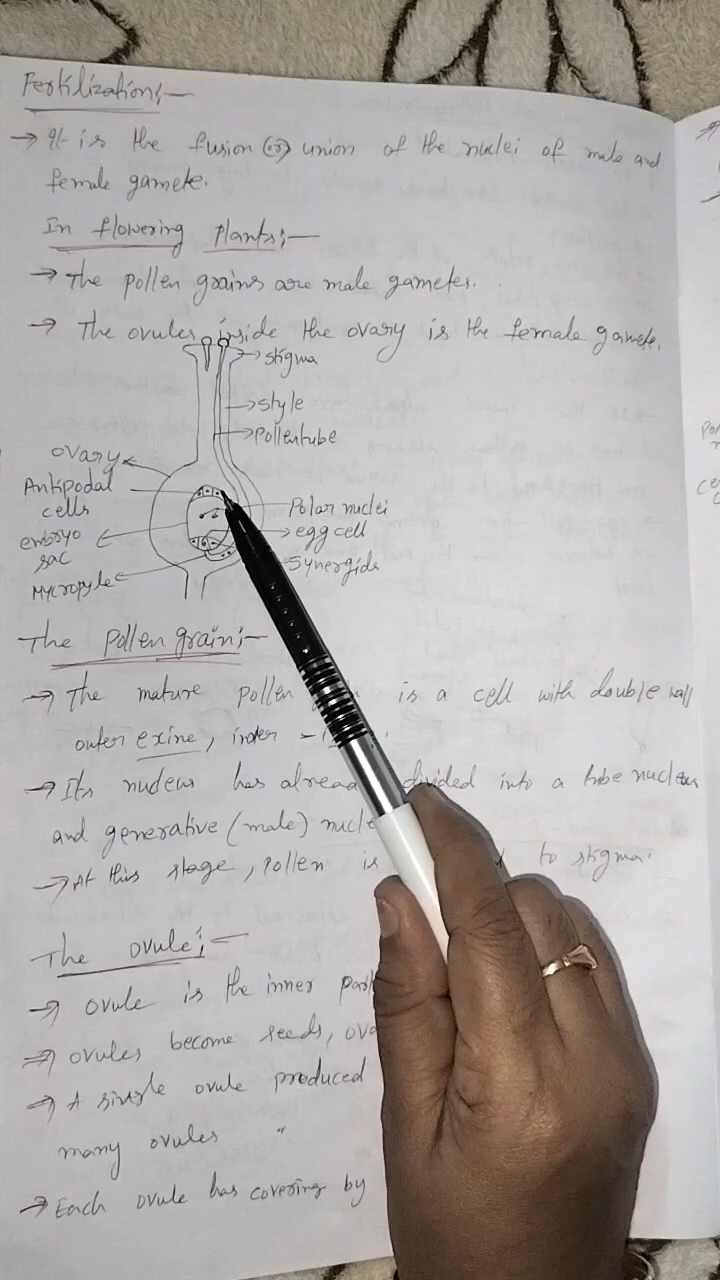 Fertilization:-
→ It is the fusion (or) union of the nuclei of male and
female gamete.
In flowering plants:-
→ The pollen grains are male gametes.
→ The ovules inside the ovary is the female gamete.
→ stigma
→ style
→ Pollentube
ovary
Antipodal
cells
Polar nuclei
→ egg cell
embryo
sac
Synergids
Mycropyle
The Pollen grain:-
→ The mature pollen is a cell with double wall
outer exine, inner -
→ Its nucleus has divided into a tube nucleus
and generative (male)
→ At this stage, Pollen is to stigma.
The ovule:-
→ ovule is the inner
⇒ ovules become seeds,
→ A single ovule produced
many ovules "
→ Each ovule has covering by